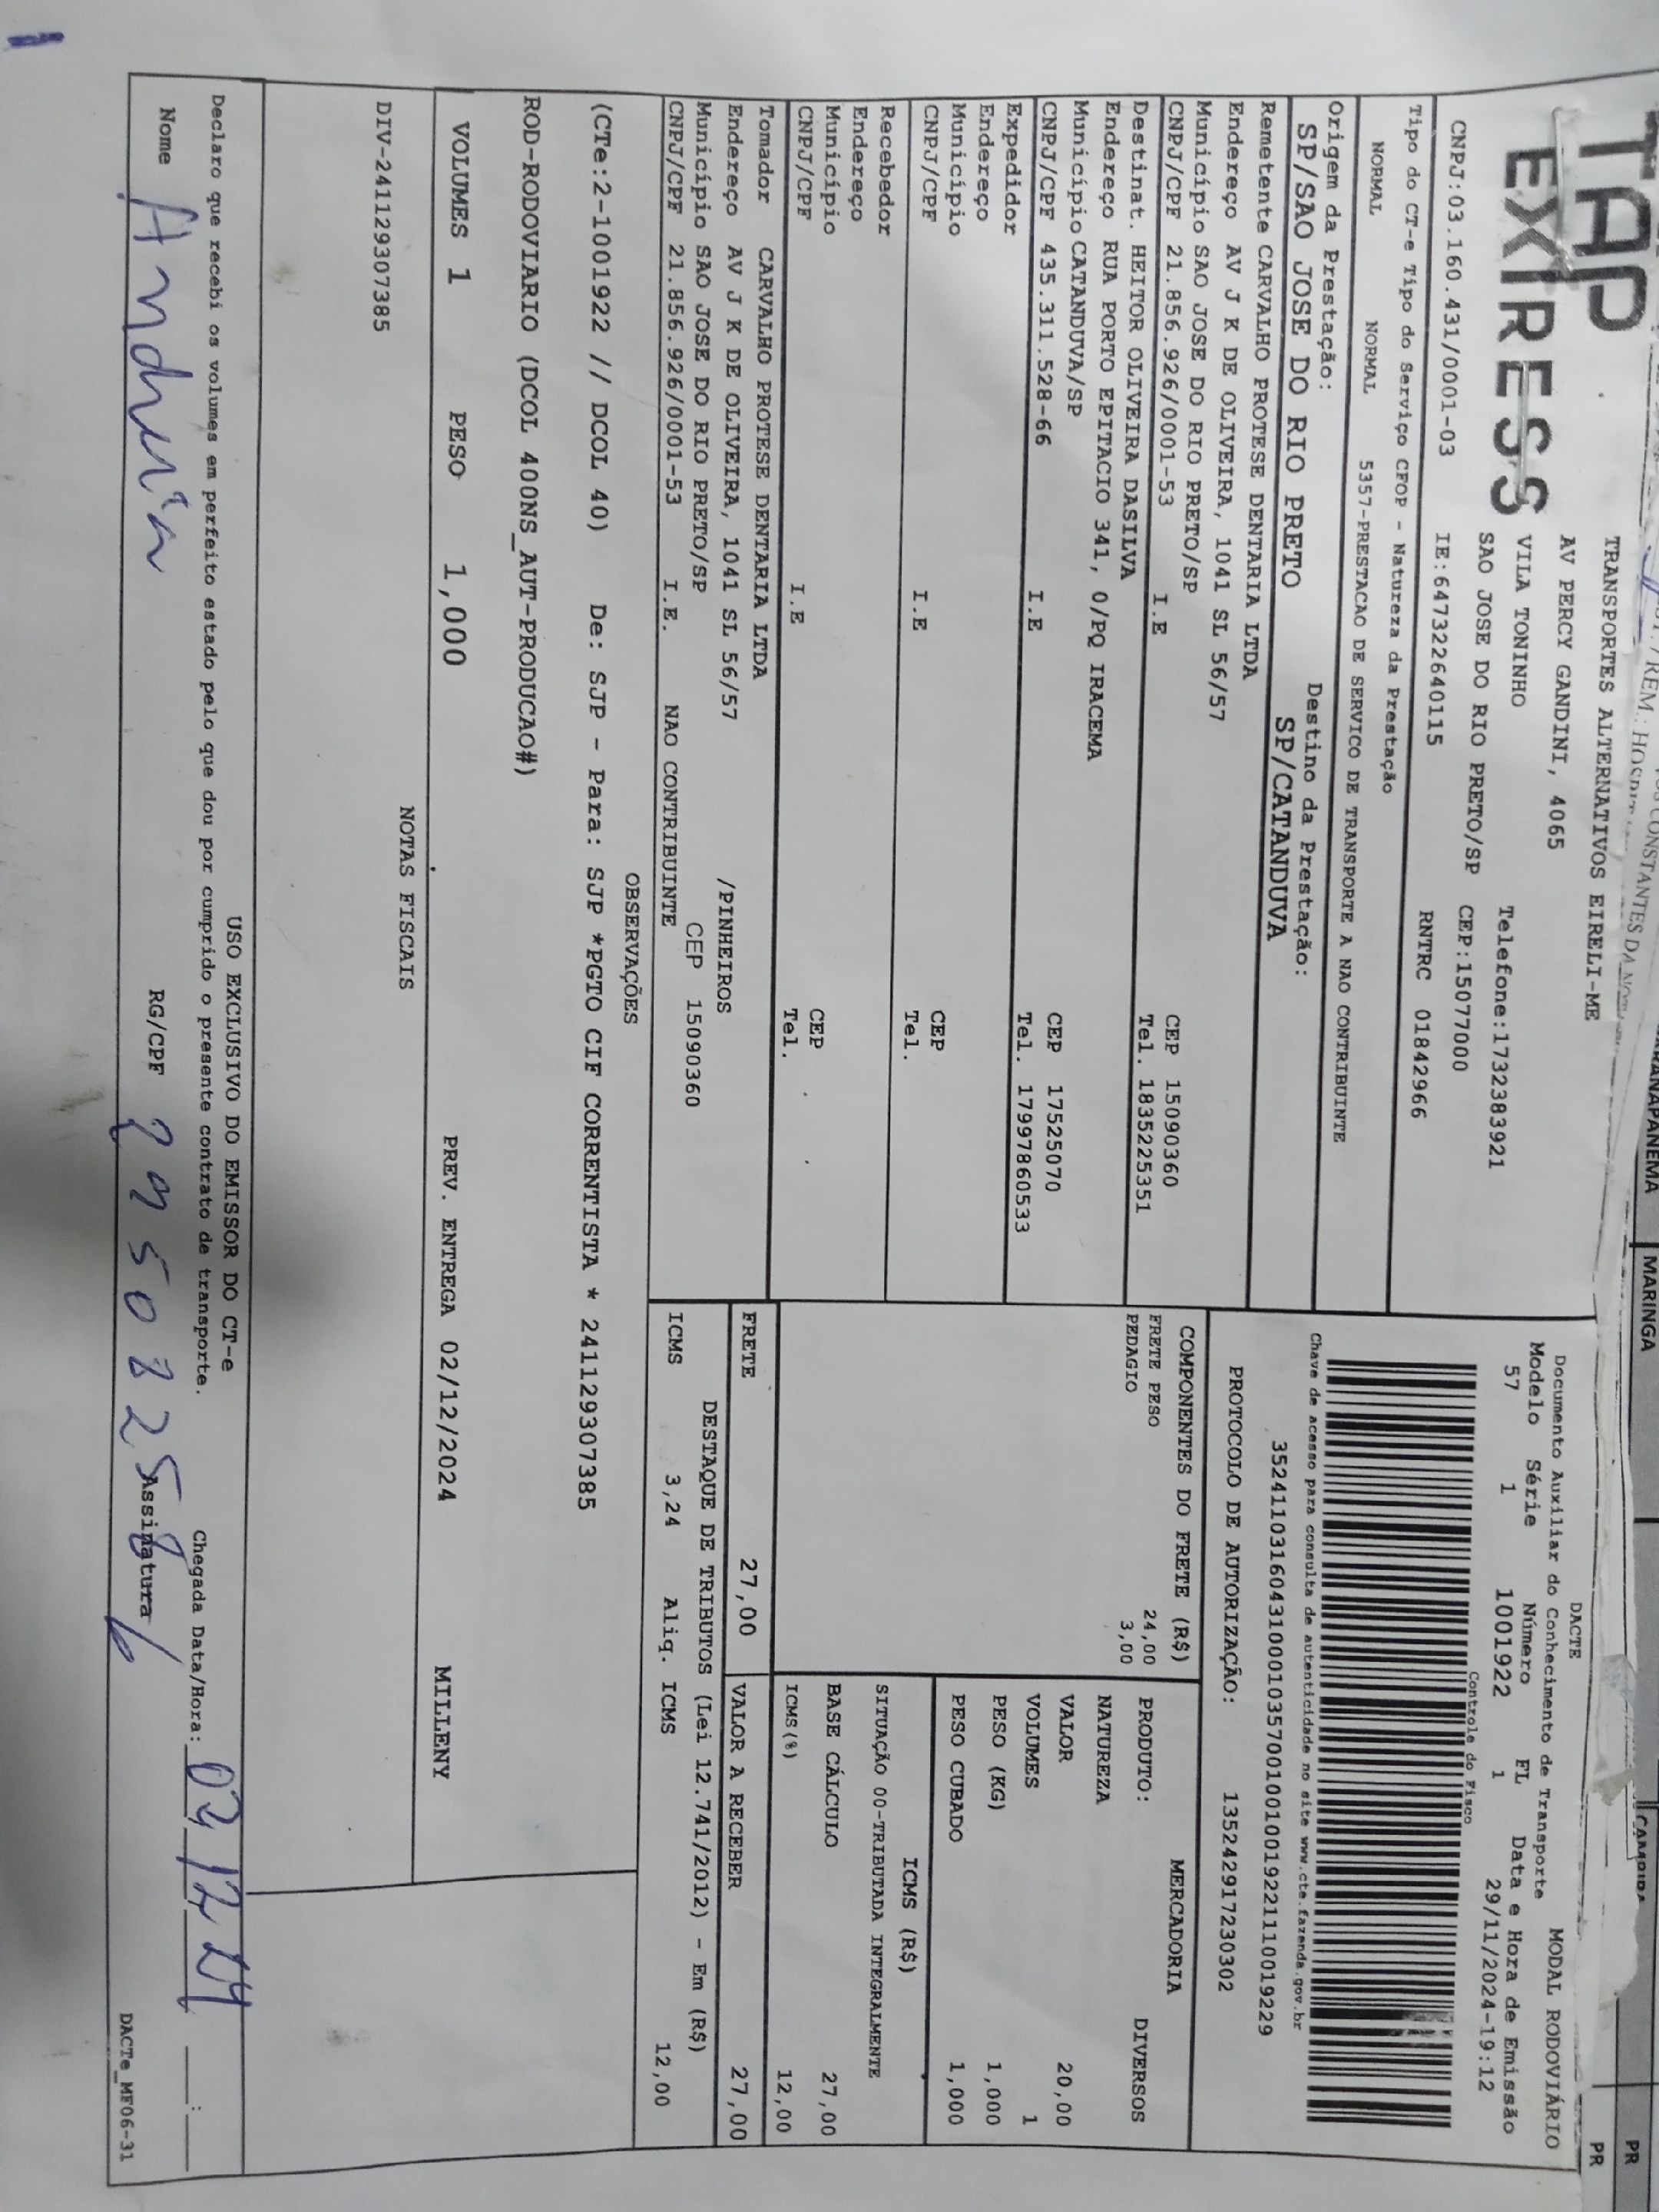 TAP
EXPRESS
TRANSPORTES ALTERNATIVOS EIRELI-ME
AV PERCY GANDINI, 4065
VILA TONINHO Telefone:1732383921
SAO JOSE DO RIO PRETO/SP CEP:15077000
CNPJ:03.160.431/0001-03 IE:647322640115 RNTRC 01842966
Tipo do CT-e Tipo do Serviço CFOP - Natureza da Prestação
NORMAL NORMAL 5357-PRESTACAO DE SERVICO DE TRANSPORTE A NAO CONTRIBUINTE
Origem da Prestação: Destino da Prestação:
SP/SAO JOSE DO RIO PRETO SP/CATANDUVA
Remetente CARVALHO PROTESE DENTARIA LTDA
Endereço AV J K DE OLIVEIRA, 1041 SL 56/57
Município SAO JOSE DO RIO PRETO/SP CEP 15090360
CNPJ/CPF 21.856.926/0001-53 I.E Tel. 1835225351
Destinat. HEITOR OLIVEIRA DASILVA
Endereço RUA PORTO EPITACIO 341, 0/PQ IRACEMA
Município CATANDUVA/SP CEP 17525070
CNPJ/CPF 435.311.528-66 I.E Tel. 17997860533
Expedidor
Endereço
Município CEP
CNPJ/CPF I.E Tel.
Recebedor
Endereço
Município CEP
CNPJ/CPF I.E Tel.
Tomador CARVALHO PROTESE DENTARIA LTDA
Endereço AV J K DE OLIVEIRA, 1041 SL 56/57 /PINHEIROS
Município SAO JOSE DO RIO PRETO/SP CEP 15090360
CNPJ/CPF 21.856.926/0001-53 I.E. NAO CONTRIBUINTE
DACTE MODAL RODOVIÁRIO
Documento Auxiliar do Conhecimento de Transporte
Modelo Série Número FL Data e Hora de Emissão
57 1 1001922 1 29/11/2024-19:12
Controle do Fisco
Chave de acesso para consulta de autenticidade no site www.cte.fazenda.gov.br
35241103160431000103570010010019221110019229
PROTOCOLO DE AUTORIZAÇÃO: 135242917230302
COMPONENTES DO FRETE (R$)
FRETE PESO 24,00
PEDAGIO 3,00
MERCADORIA
PRODUTO: DIVERSOS
NATUREZA
VALOR 20,00
VOLUMES 1
PESO (KG) 1,000
PESO CUBADO 1,000
ICMS (R$)
SITUAÇÃO 00-TRIBUTADA INTEGRALMENTE
BASE CÁLCULO 27,00
ICMS(%) 12,00
FRETE 27,00 VALOR A RECEBER 27,00
DESTAQUE DE TRIBUTOS (Lei 12.741/2012) - Em (R$)
ICMS 3,24 Aliq. ICMS 12,00
OBSERVAÇÕES
(CTe:2-1001922 // DCOL 40) De: SJP - Para: SJP *PGTO CIF CORRENTISTA * 241129307385
ROD-RODOVIARIO (DCOL 400NS_AUT-PRODUCAO#)
VOLUMES 1 PESO 1,000 PREV. ENTREGA 02/12/2024 MILLENY
NOTAS FISCAIS
DIV-241129307385
USO EXCLUSIVO DO EMISSOR DO CT-e
Declaro que recebi os volumes em perfeito estado pelo que dou por cumprido o presente contrato de transporte. Chegada Data/Hora: 03 12 24 :
Nome Andreia RG/CPF Assinatura
DACTe_MF06-31
MARINGA
PR
PR